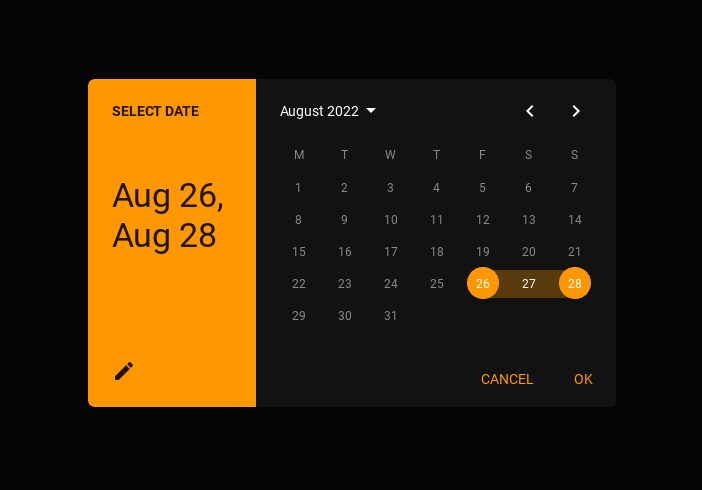 SELECT DATE
Aug 26,
Aug 28
August 2022
M T W T F S S
1 2 3 4 5 6 7
8 9 10 11 12 13 14
15 16 17 18 19 20 21
22 23 24 25 26 27 28
29 30 31
CANCEL OK